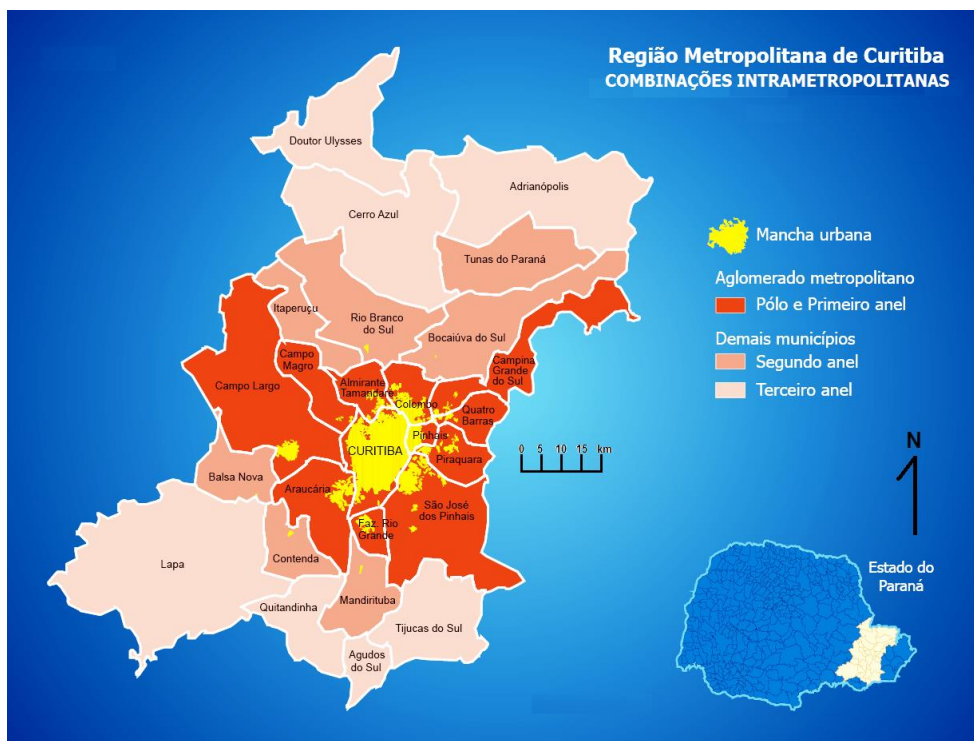 Região Metropolitana de Curitiba
COMBINAÇÕES INTRAMETROPOLITANAS
Doutor Ulysses
Adrianópolis
Cerro Azul
Tunas do Paraná
Itaperuçu
Rio Branco
do Sul
Bocaiúva do Sul
Campo
Magro
Campo Largo
Almirante
Tamandaré
Colombo
Campina
Grande
do Sul
Quatro
Barras
Pinhais
CURITIBA
Piraquara
Balsa Nova
Araucária
São José
dos Pinhais
Faz. Rio
Grande
Lapa
Contenda
Mandirituba
Quitandinha
Tijucas do Sul
Agudos
do Sul
Mancha urbana
Aglomerado metropolitano
Pólo e Primeiro anel
Demais municípios
Segundo anel
Terceiro anel
0 5 10 15 km
N
Estado do
Paraná